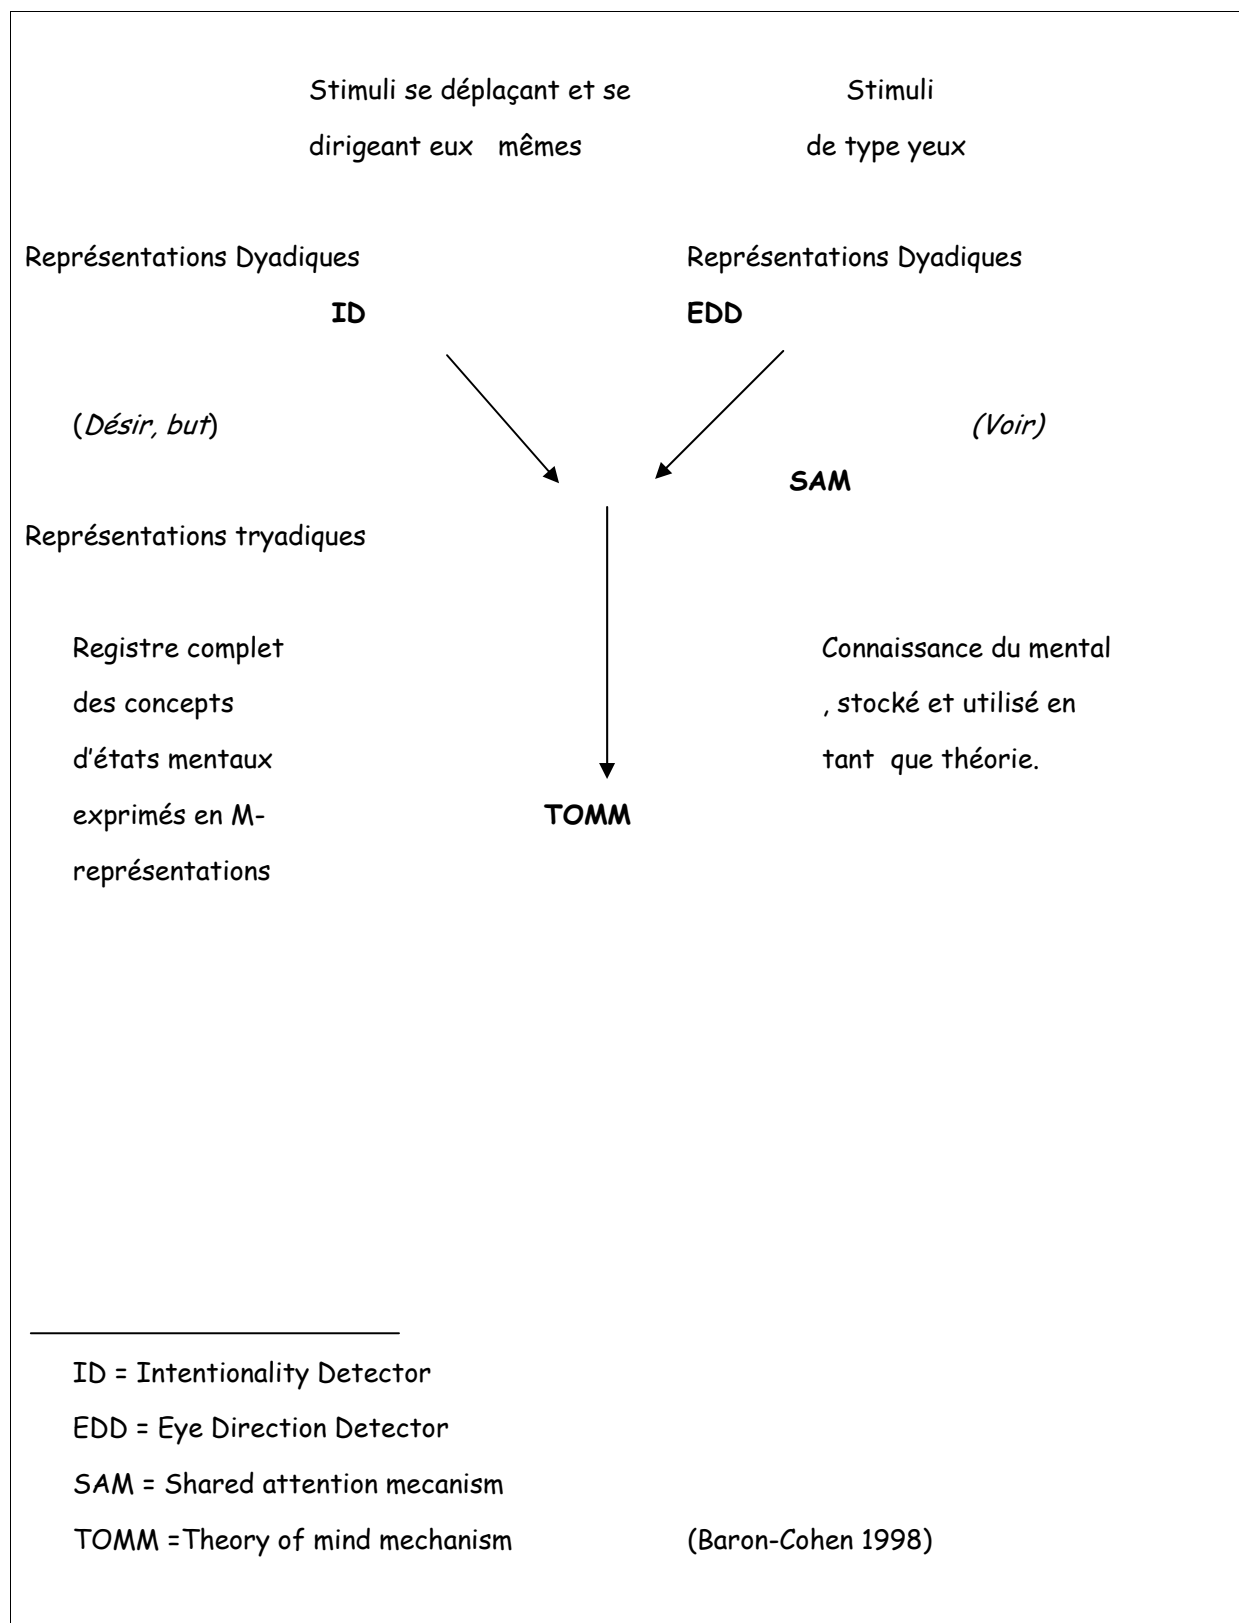 Stimuli se déplaçant et se Stimuli
dirigeant eux mêmes de type yeux
Représentations Dyadiques Représentations Dyadiques
ID EDD
(Désir, but) (Voir)
SAM
Représentations tryadiques
Registre complet Connaissance du mental
des concepts , stocké et utilisé en
d'états mentaux tant que théorie.
exprimés en M- TOMM
représentations
ID = Intentionality Detector
EDD = Eye Direction Detector
SAM = Shared attention mecanism
TOMM =Theory of mind mechanism (Baron-Cohen 1998)